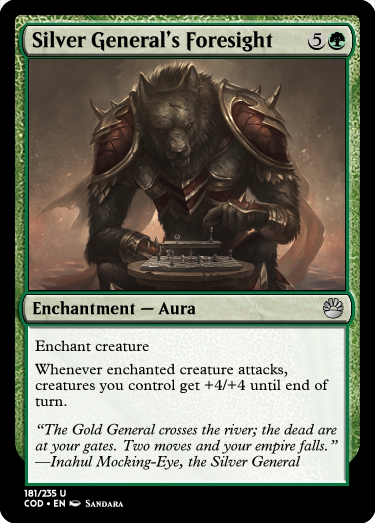 Silver General's Foresight 5
Enchantment — Aura
Enchant creature
Whenever enchanted creature attacks,
creatures you control get +4/+4 until end of
turn.
“The Gold General crosses the river; the dead are
at your gates. Two moves and your empire falls.”
—Inahul Mocking-Eye, the Silver General
181/235 U
COD • EN Sandara